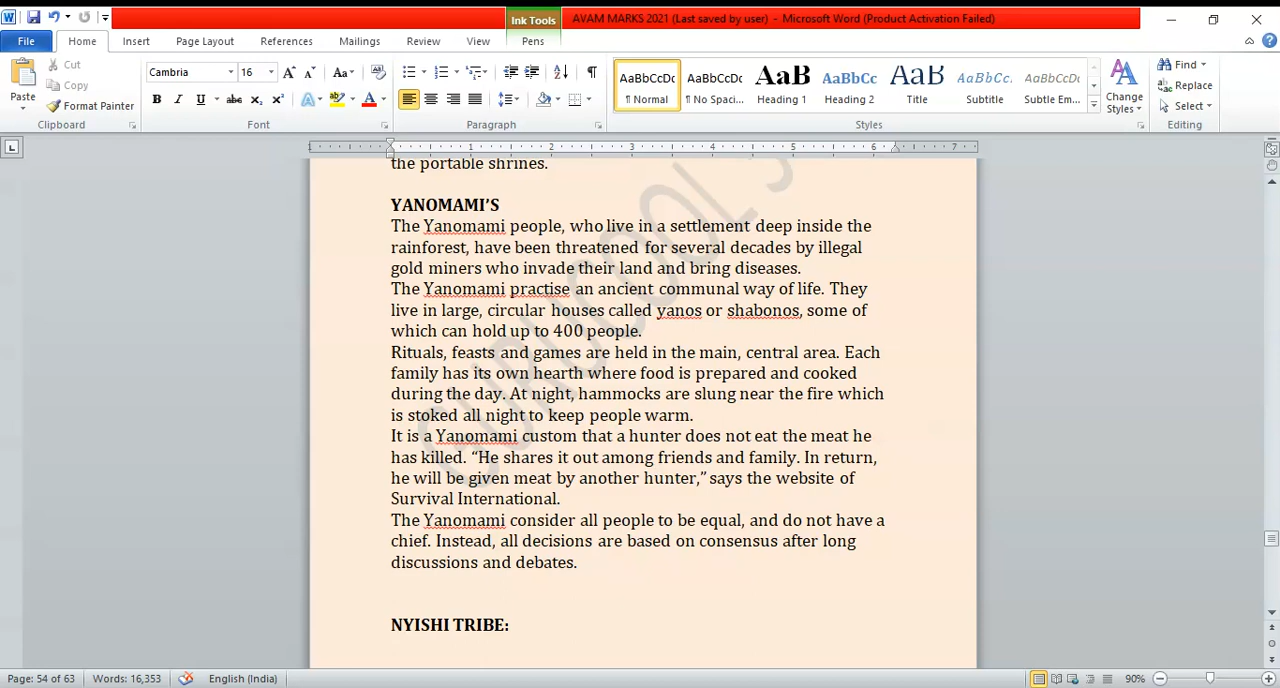 AVAM MARKS 2021 (Last saved by user) - Microsoft Word (Product Activation Failed)
Ink Tools
File Home Insert Page Layout References Mailings Review View Pens
Paste
Cut
Copy
Format Painter
Clipboard
Cambria 16
Font
Paragraph
AaBbCcDc ¶ Normal
AaBbCcDc ¶ No Spaci...
AaB Heading 1
AaBbCc Heading 2
AaB Title
AaBbCc Subtitle
AaBbCcDc Subtle Em...
Change Styles
Styles
Find
Replace
Select
Editing
the portable shrines.
YANOMAMI’S
The Yanomami people, who live in a settlement deep inside the
rainforest, have been threatened for several decades by illegal
gold miners who invade their land and bring diseases.
The Yanomami practise an ancient communal way of life. They
live in large, circular houses called yanos or shabonos, some of
which can hold up to 400 people.
Rituals, feasts and games are held in the main, central area. Each
family has its own hearth where food is prepared and cooked
during the day. At night, hammocks are slung near the fire which
is stoked all night to keep people warm.
It is a Yanomami custom that a hunter does not eat the meat he
has killed. “He shares it out among friends and family. In return,
he will be given meat by another hunter,” says the website of
Survival International.
The Yanomami consider all people to be equal, and do not have a
chief. Instead, all decisions are based on consensus after long
discussions and debates.
NYISHI TRIBE:
Page: 54 of 63 Words: 16,353 English (India) 90%